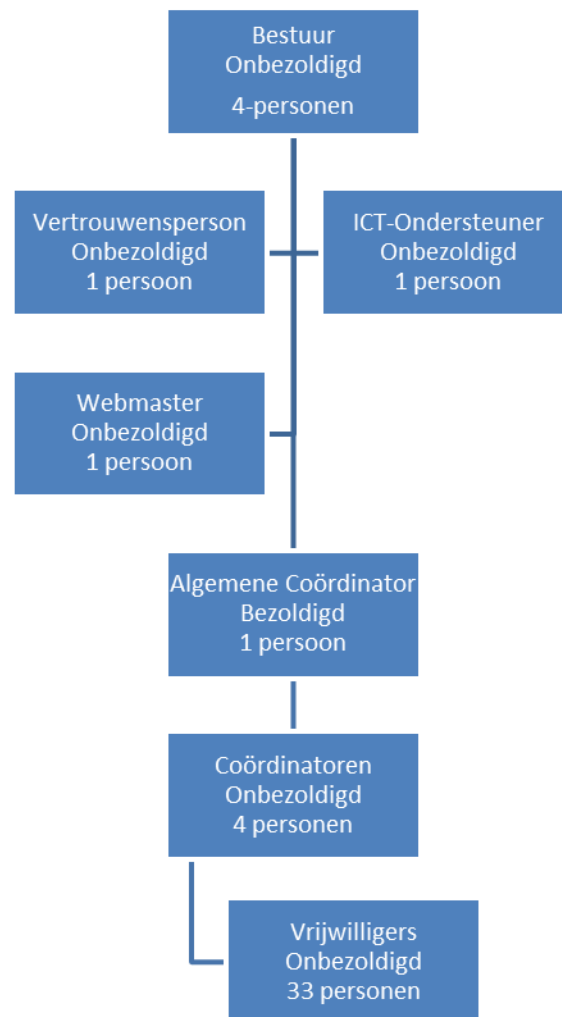 Bestuur
Onbezoldigd
4-personen
Vertrouwensperson
Onbezoldigd
1 persoon
ICT-Ondersteuner
Onbezoldigd
1 persoon
Webmaster
Onbezoldigd
1 persoon
Algemene Coördinator
Bezoldigd
1 persoon
Coördinatoren
Onbezoldigd
4 personen
Vrijwilligers
Onbezoldigd
33 personen